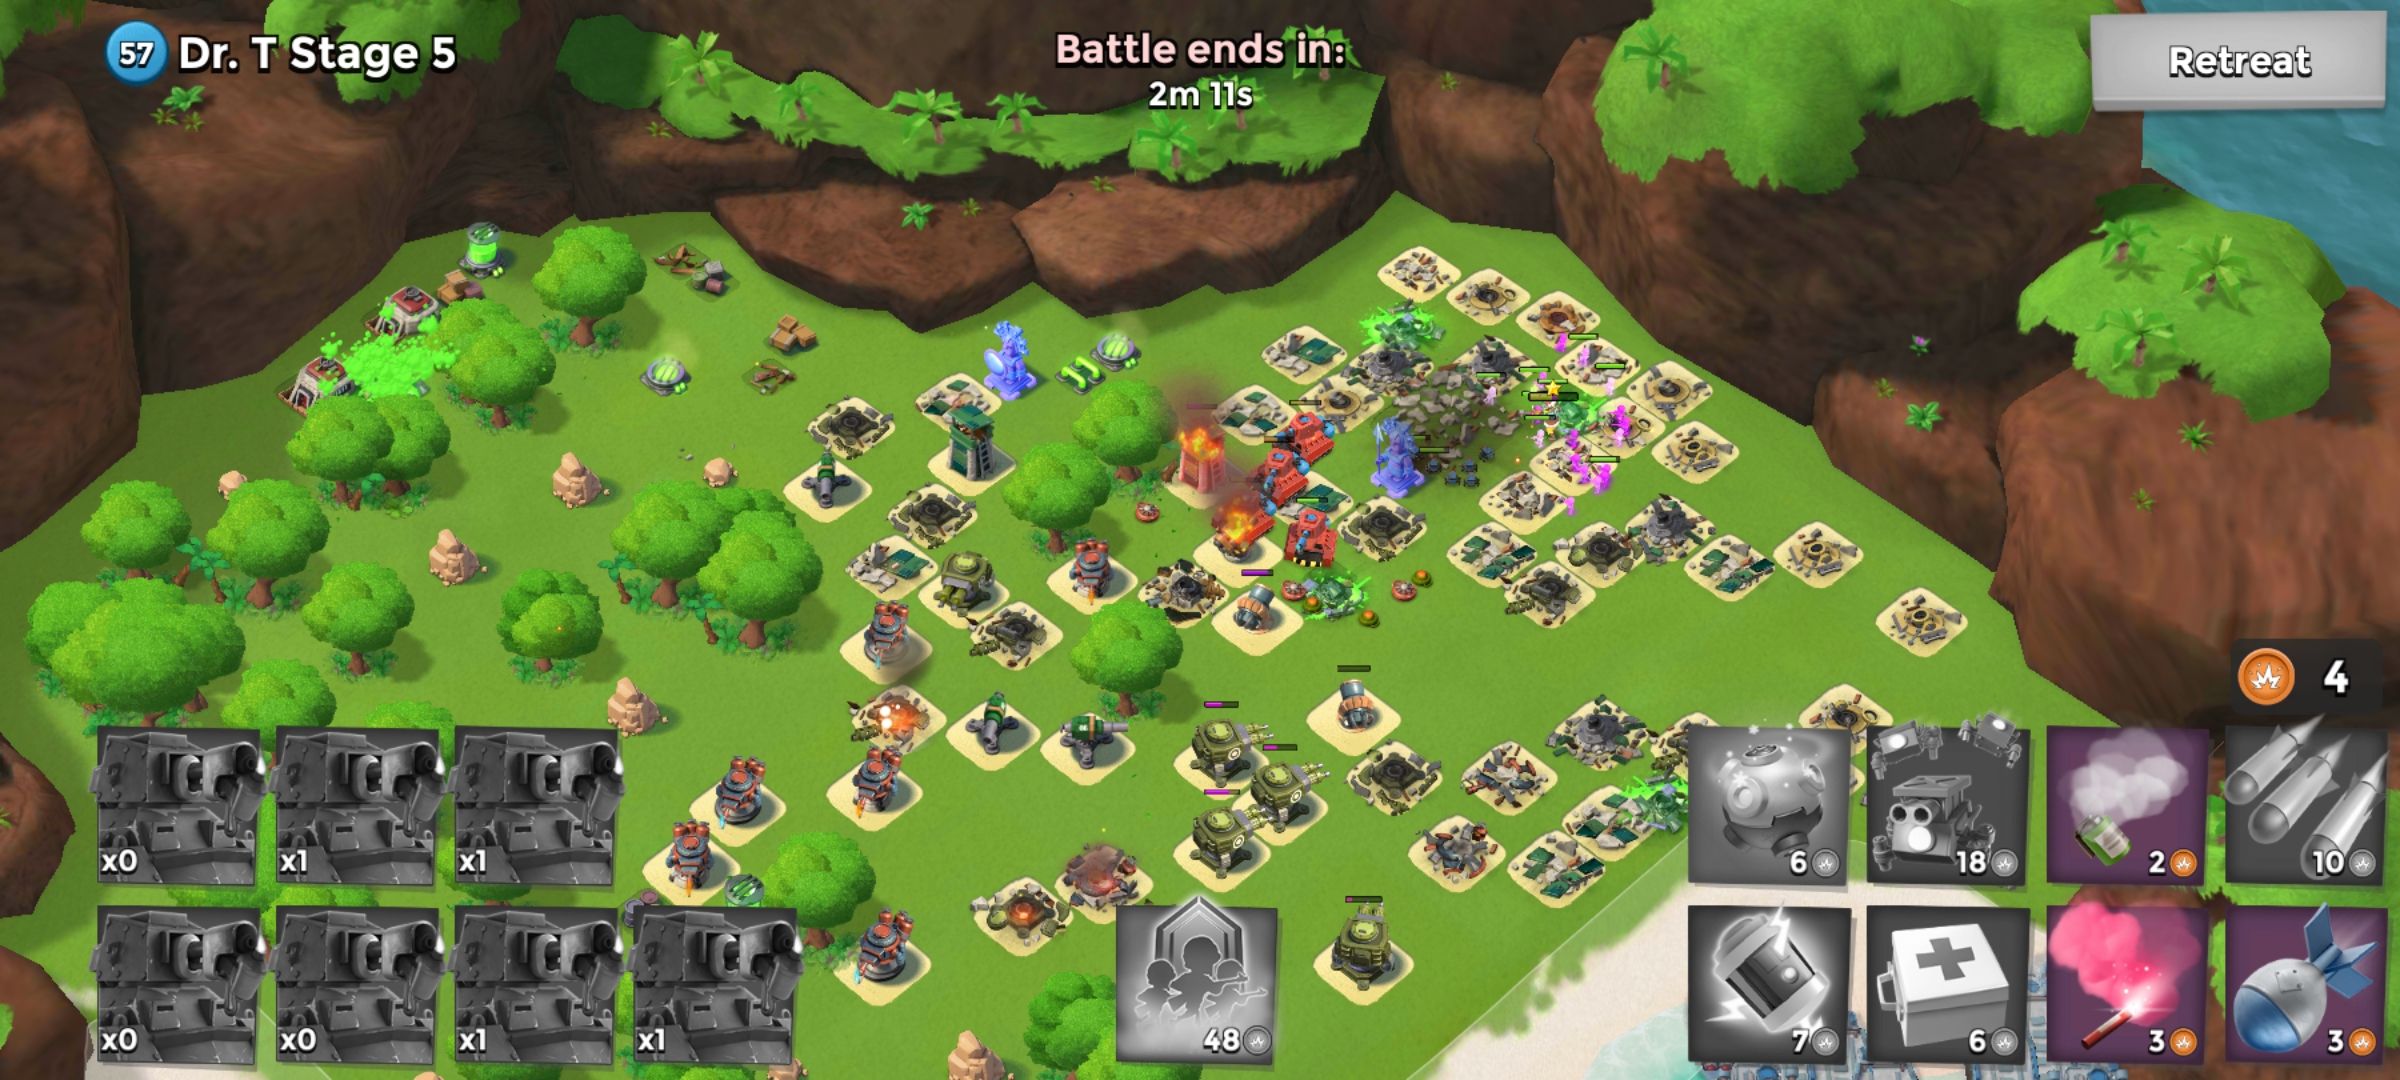 57 Dr. T Stage 5
Battle ends in:
2m 11s
Retreat
4
x0
x1
x1
6
18
2
10
x0
x0
x1
x1
48
7
6
3
3